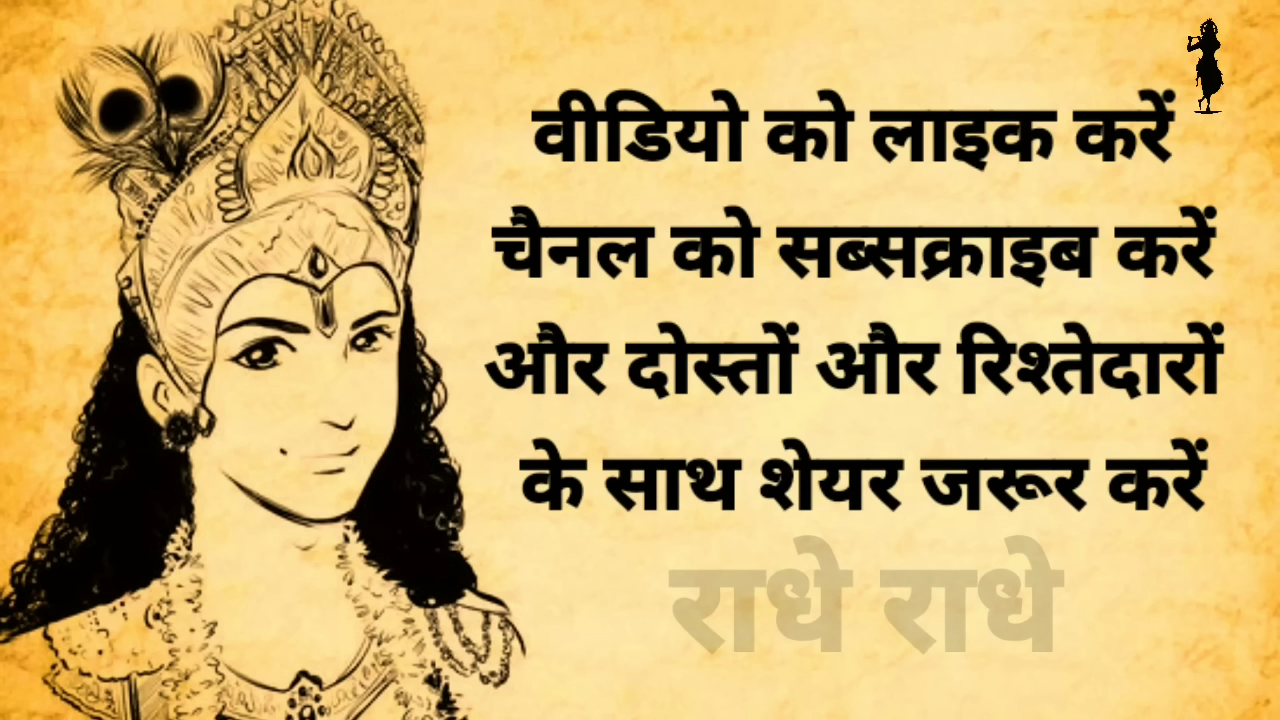 वीडियो को लाइक करें
चैनल को सब्सक्राइब करें
और दोस्तों और रिश्तेदारों
के साथ शेयर जरूर करें
राधे राधे